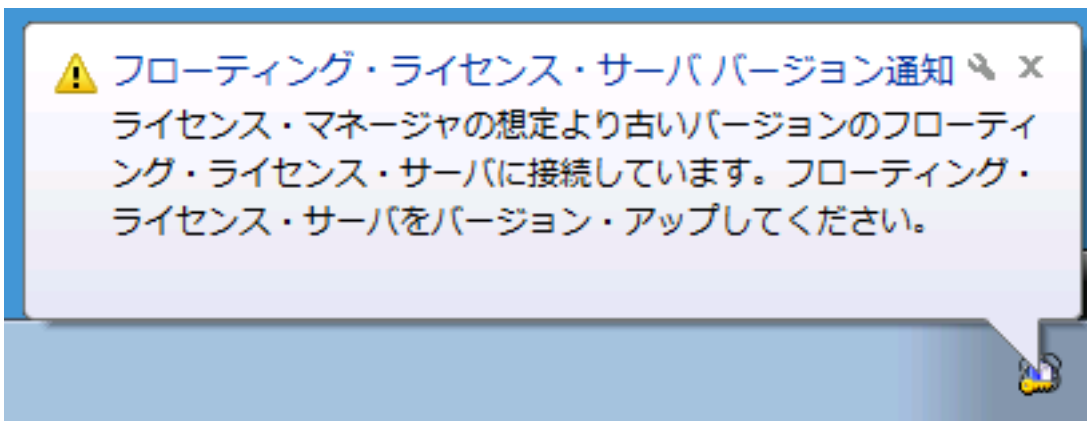 フローティング・ライセンス・サーバ バージョン通知
ライセンス・マネージャの想定より古いバージョンのフローティ
ング・ライセンス・サーバに接続しています。フローティング・
ライセンス・サーバをバージョン・アップしてください。